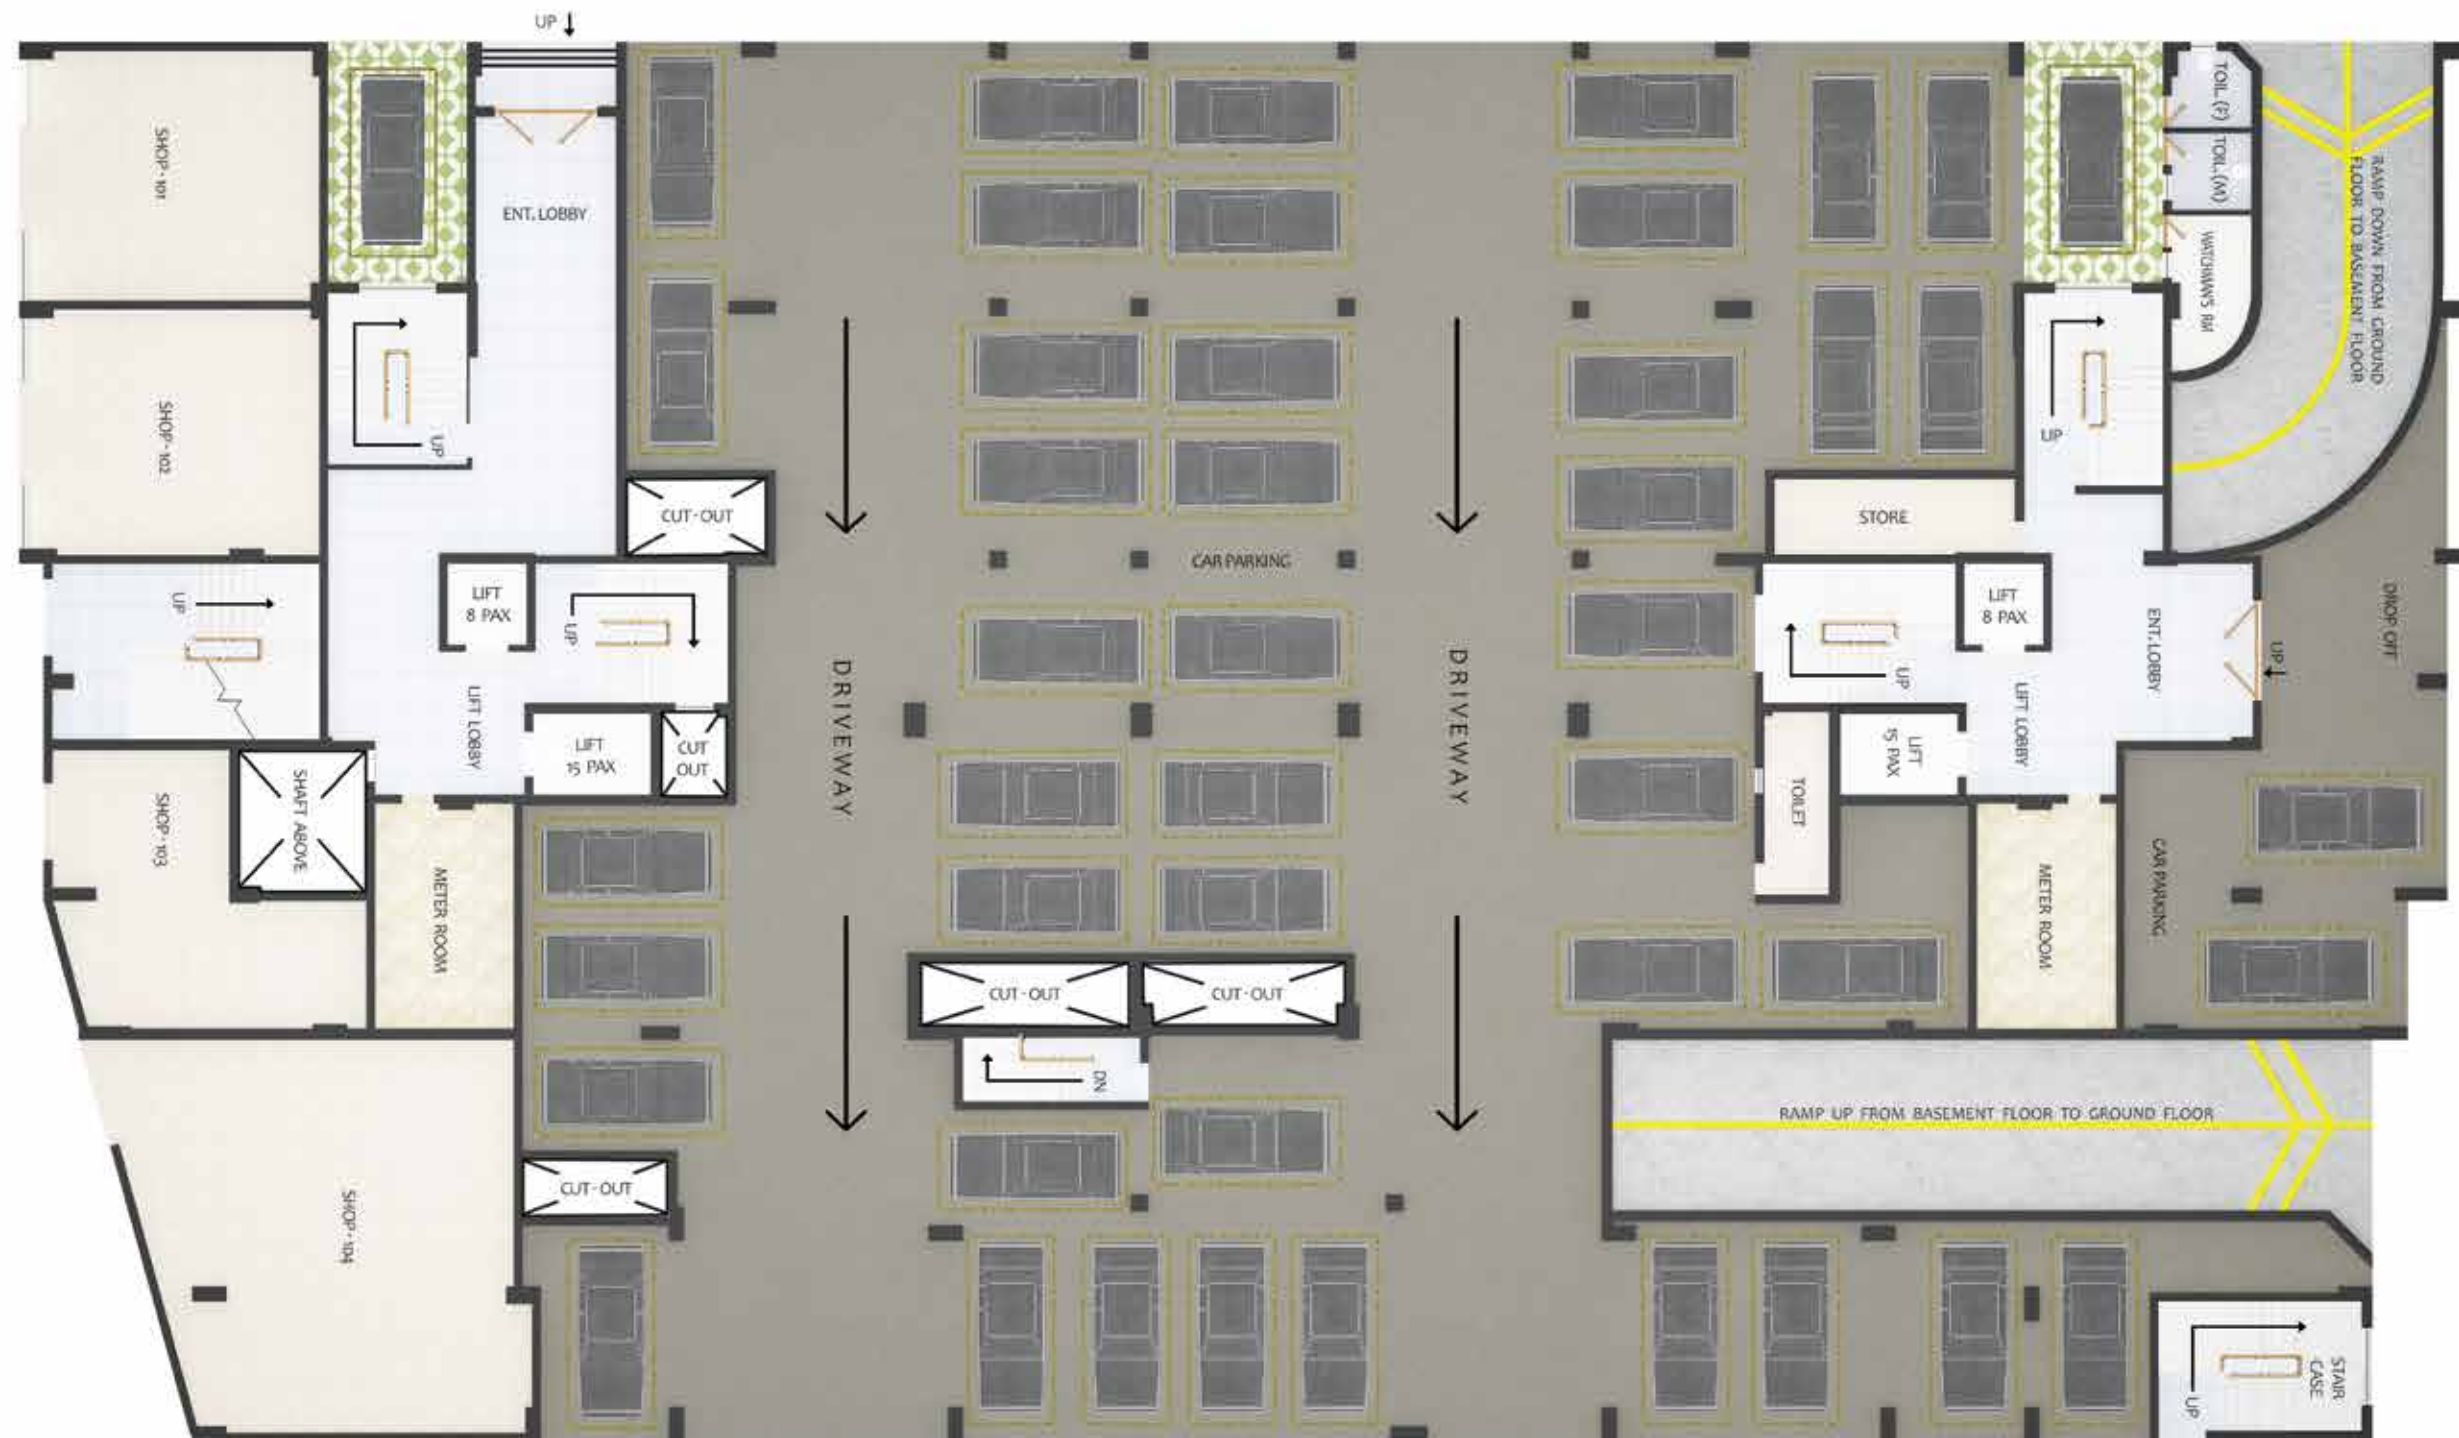 UP
SHOP-101
ENT. LOBBY
TOIL. (F)
TOIL. (M)
WATCHMAN'S RM
RAMP DOWN FROM GROUND
FLOOR TO BASEMENT FLOOR
SHOP-102
UP
UP
CUT-OUT
STORE
CAR PARKING
UP
LIFT
8 PAX
UP
LIFT
8 PAX
ENT. LOBBY
UP
DROP OFF
DRIVEWAY
DRIVEWAY
UP
LIFT LOBBY
LIFT
15 PAX
CUT
OUT
LIFT
15 PAX
LIFT LOBBY
SHOP-103
SHAFT ABOVE
TOILET
METER ROOM
METER ROOM
CAR PARKING
CUT-OUT
CUT-OUT
DN
RAMP UP FROM BASEMENT FLOOR TO GROUND FLOOR
CUT-OUT
SHOP-104
STAIR
CASE
UP